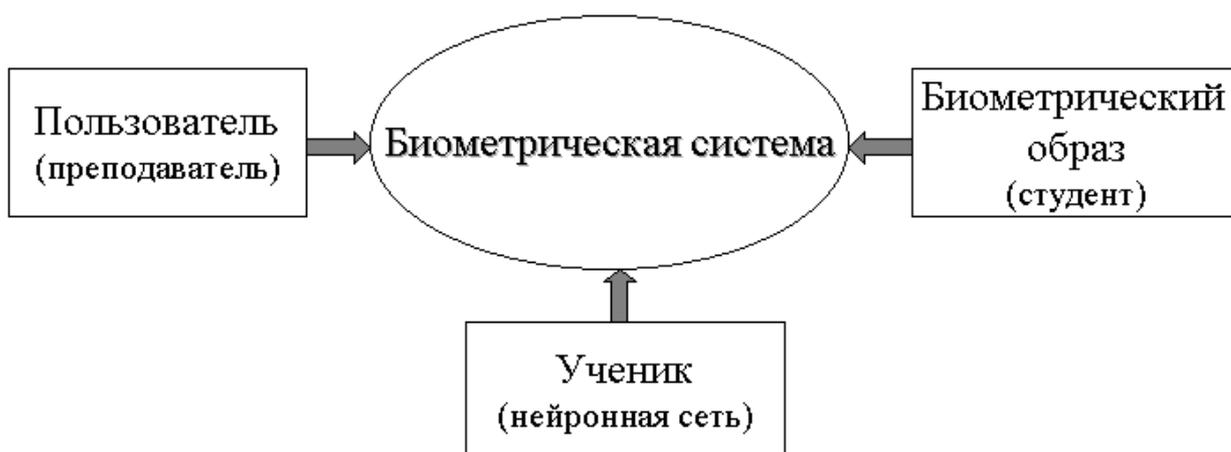 Пользователь
(преподаватель)
Биометрическая система
Биометрический
образ
(студент)
Ученик
(нейронная сеть)